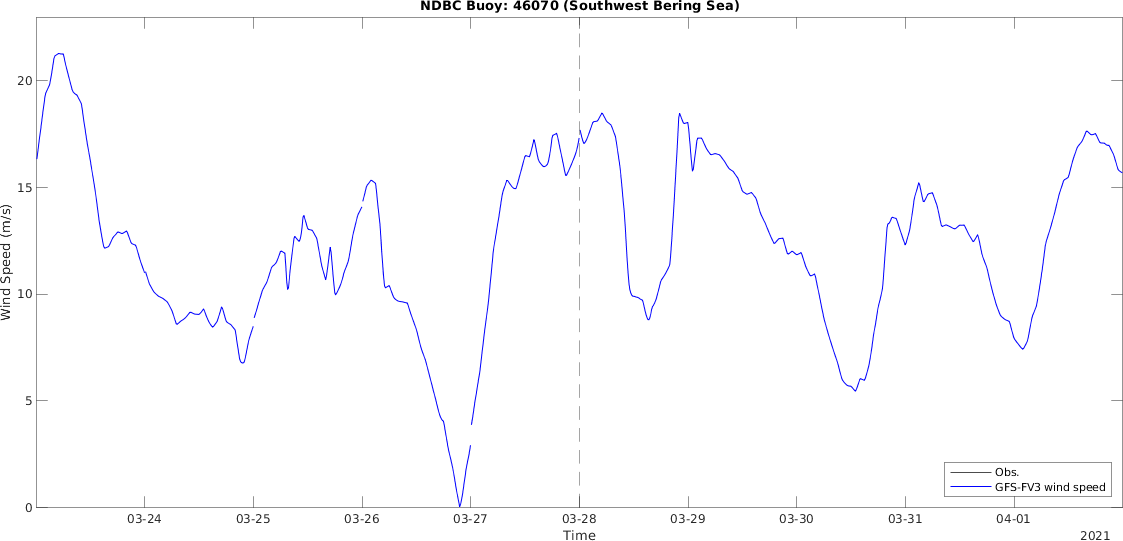 NDBC Buoy: 46070 (Southwest Bering Sea)
20
15
10
5
0
Wind Speed (m/s)
Obs.
GFS-FV3 wind speed
03-24 03-25 03-26 03-27 03-28 03-29 03-30 03-31 04-01
Time
2021